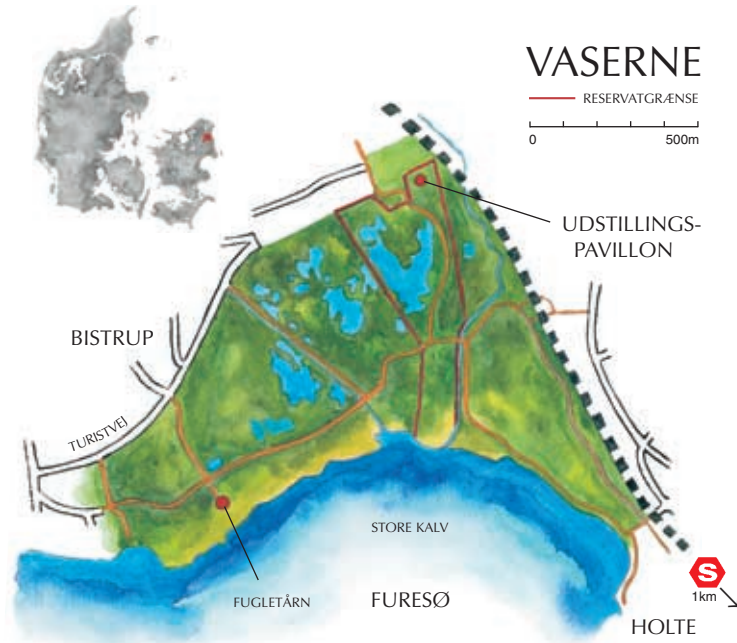 VASERNE
RESERVATGRÆNSE
0 500m
UDSTILLINGS-
PAVILLON
BISTRUP
TURISTVEJ
STORE KALV
FUGLETÅRN
FURESØ
S
1km
HOLTE